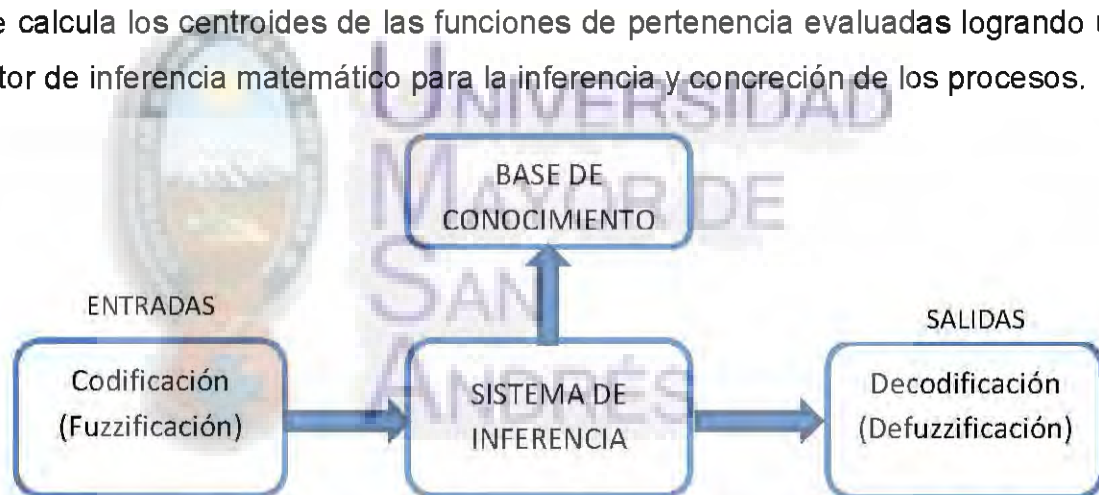 calcula los centroides de las funciones de pertenencia evaluadas logrando
de inferencia matemático para la inferencia y concreción de los procesos.
UNIVERSIDAD
MAYOR DE
SAN
ANDRÉS
BASE DE
CONOCIMIENTO
ENTRADAS
Codificación
(Fuzzificación)
SISTEMA DE
INFERENCIA
SALIDAS
Decodificación
(Defuzzificación)